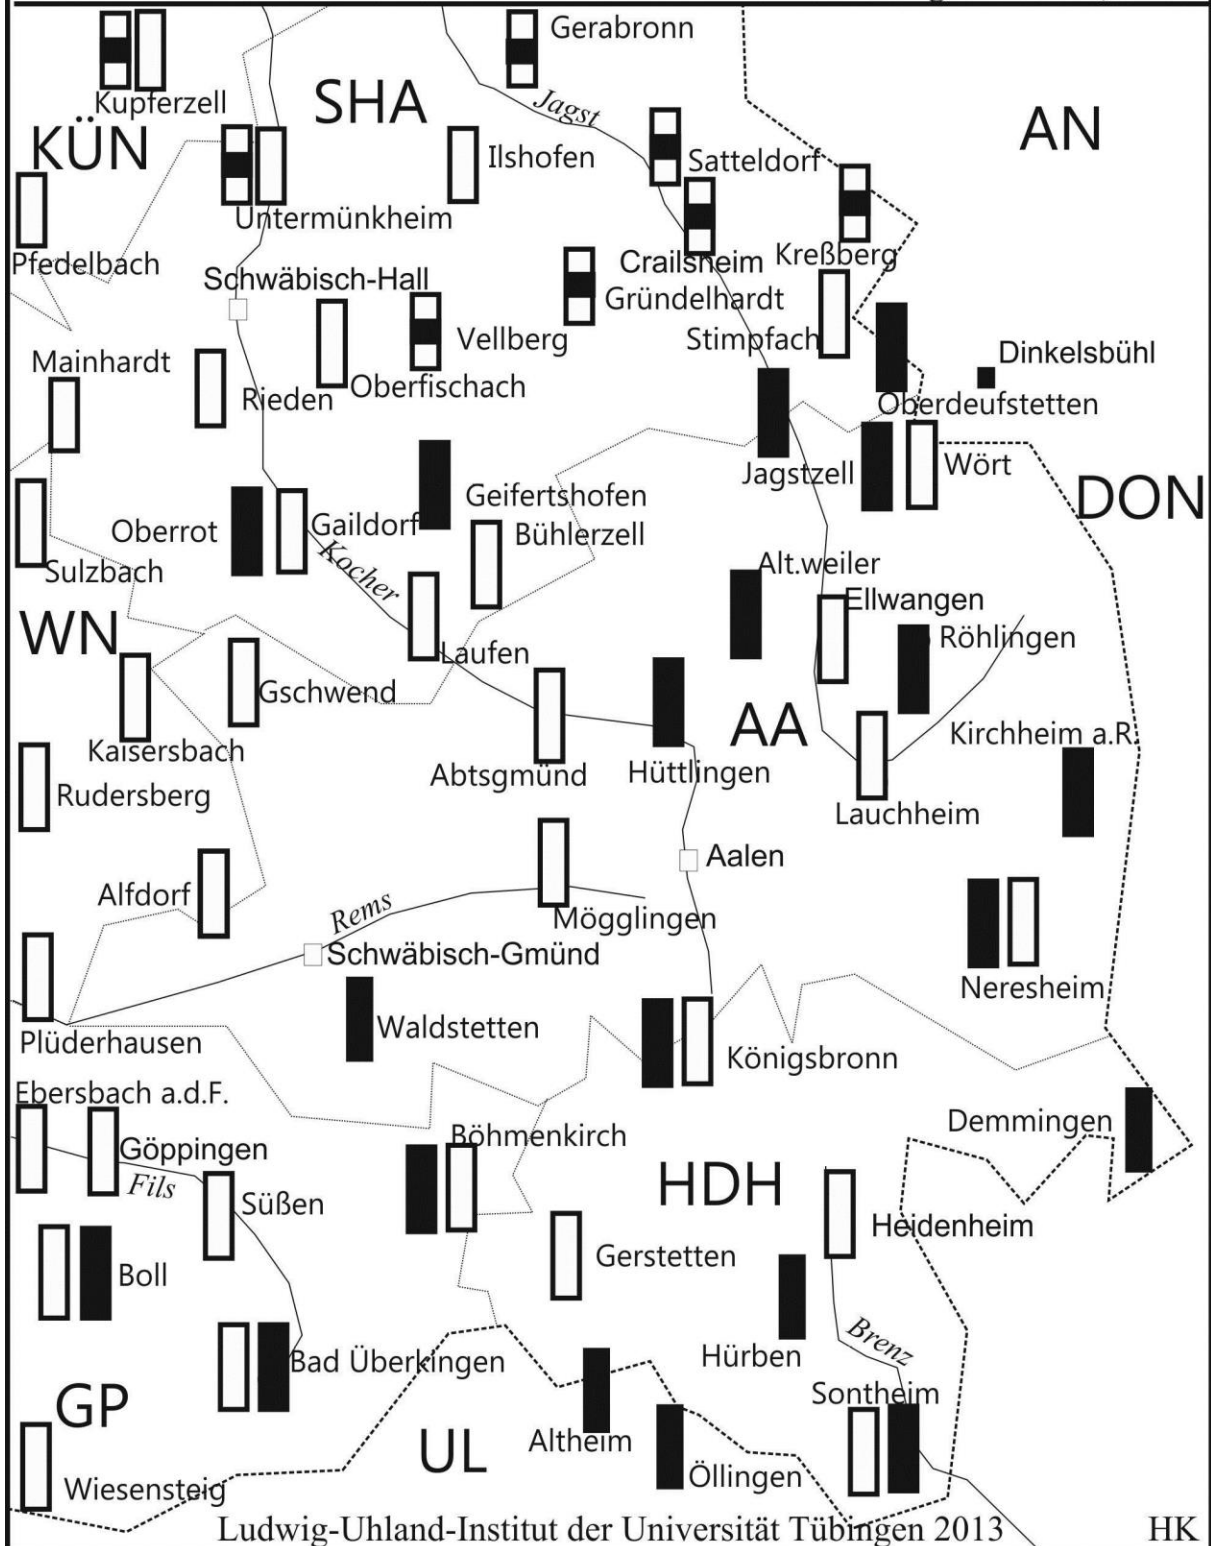 Gerabronn
Kupferzell
SHA
Jagst
AN
KÜN
Ilshofen
Satteldorf
Untermünkheim
Pfedelbach
Crailsheim
Kreßberg
Schwäbisch-Hall
Gründelhardt
Vellberg
Stimpfach
Mainhardt
Dinkelsbühl
Rieden
Oberfischach
Oberdeufstetten
Jagstzell
Wört
Geifertshofen
DON
Oberrot
Gaildorf
Bühlerzell
Sulzbach
Kocher
Alt.weiler
Ellwangen
WN
Laufen
Röhlingen
Gschwend
AA
Kaisersbach
Kirchheim a.R.
Abtsgmünd
Hüttlingen
Rudersberg
Lauchheim
Aalen
Alfdorf
Rems
Mögglingen
Schwäbisch-Gmünd
Neresheim
Plüderhausen
Waldstetten
Königsbronn
Ebersbach a.d.F.
Demmingen
Göppingen
Böhmenkirch
Fils
HDH
Süßen
Heidenheim
Boll
Gerstetten
Hürben
Brenz
Bad Überkingen
GP
Sontheim
UL
Altheim
Öllingen
Wiesensteig
Ludwig-Uhland-Institut der Universität Tübingen 2013
HK